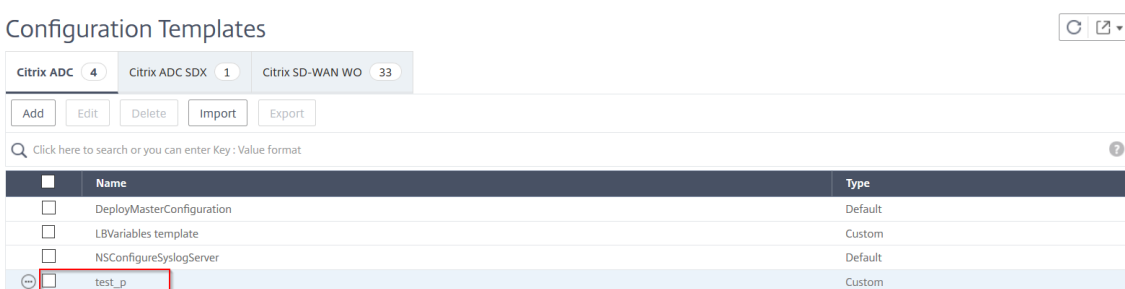 Configuration Templates
Citrix ADC 4 Citrix ADC SDX 1 Citrix SD-WAN WO 33
Add Edit Delete Import Export
Click here to search or you can enter Key : Value format ?
Name Type
DeployMasterConfiguration Default
LBVariables template Custom
NSConfigureSyslogServer Default
test_p Custom